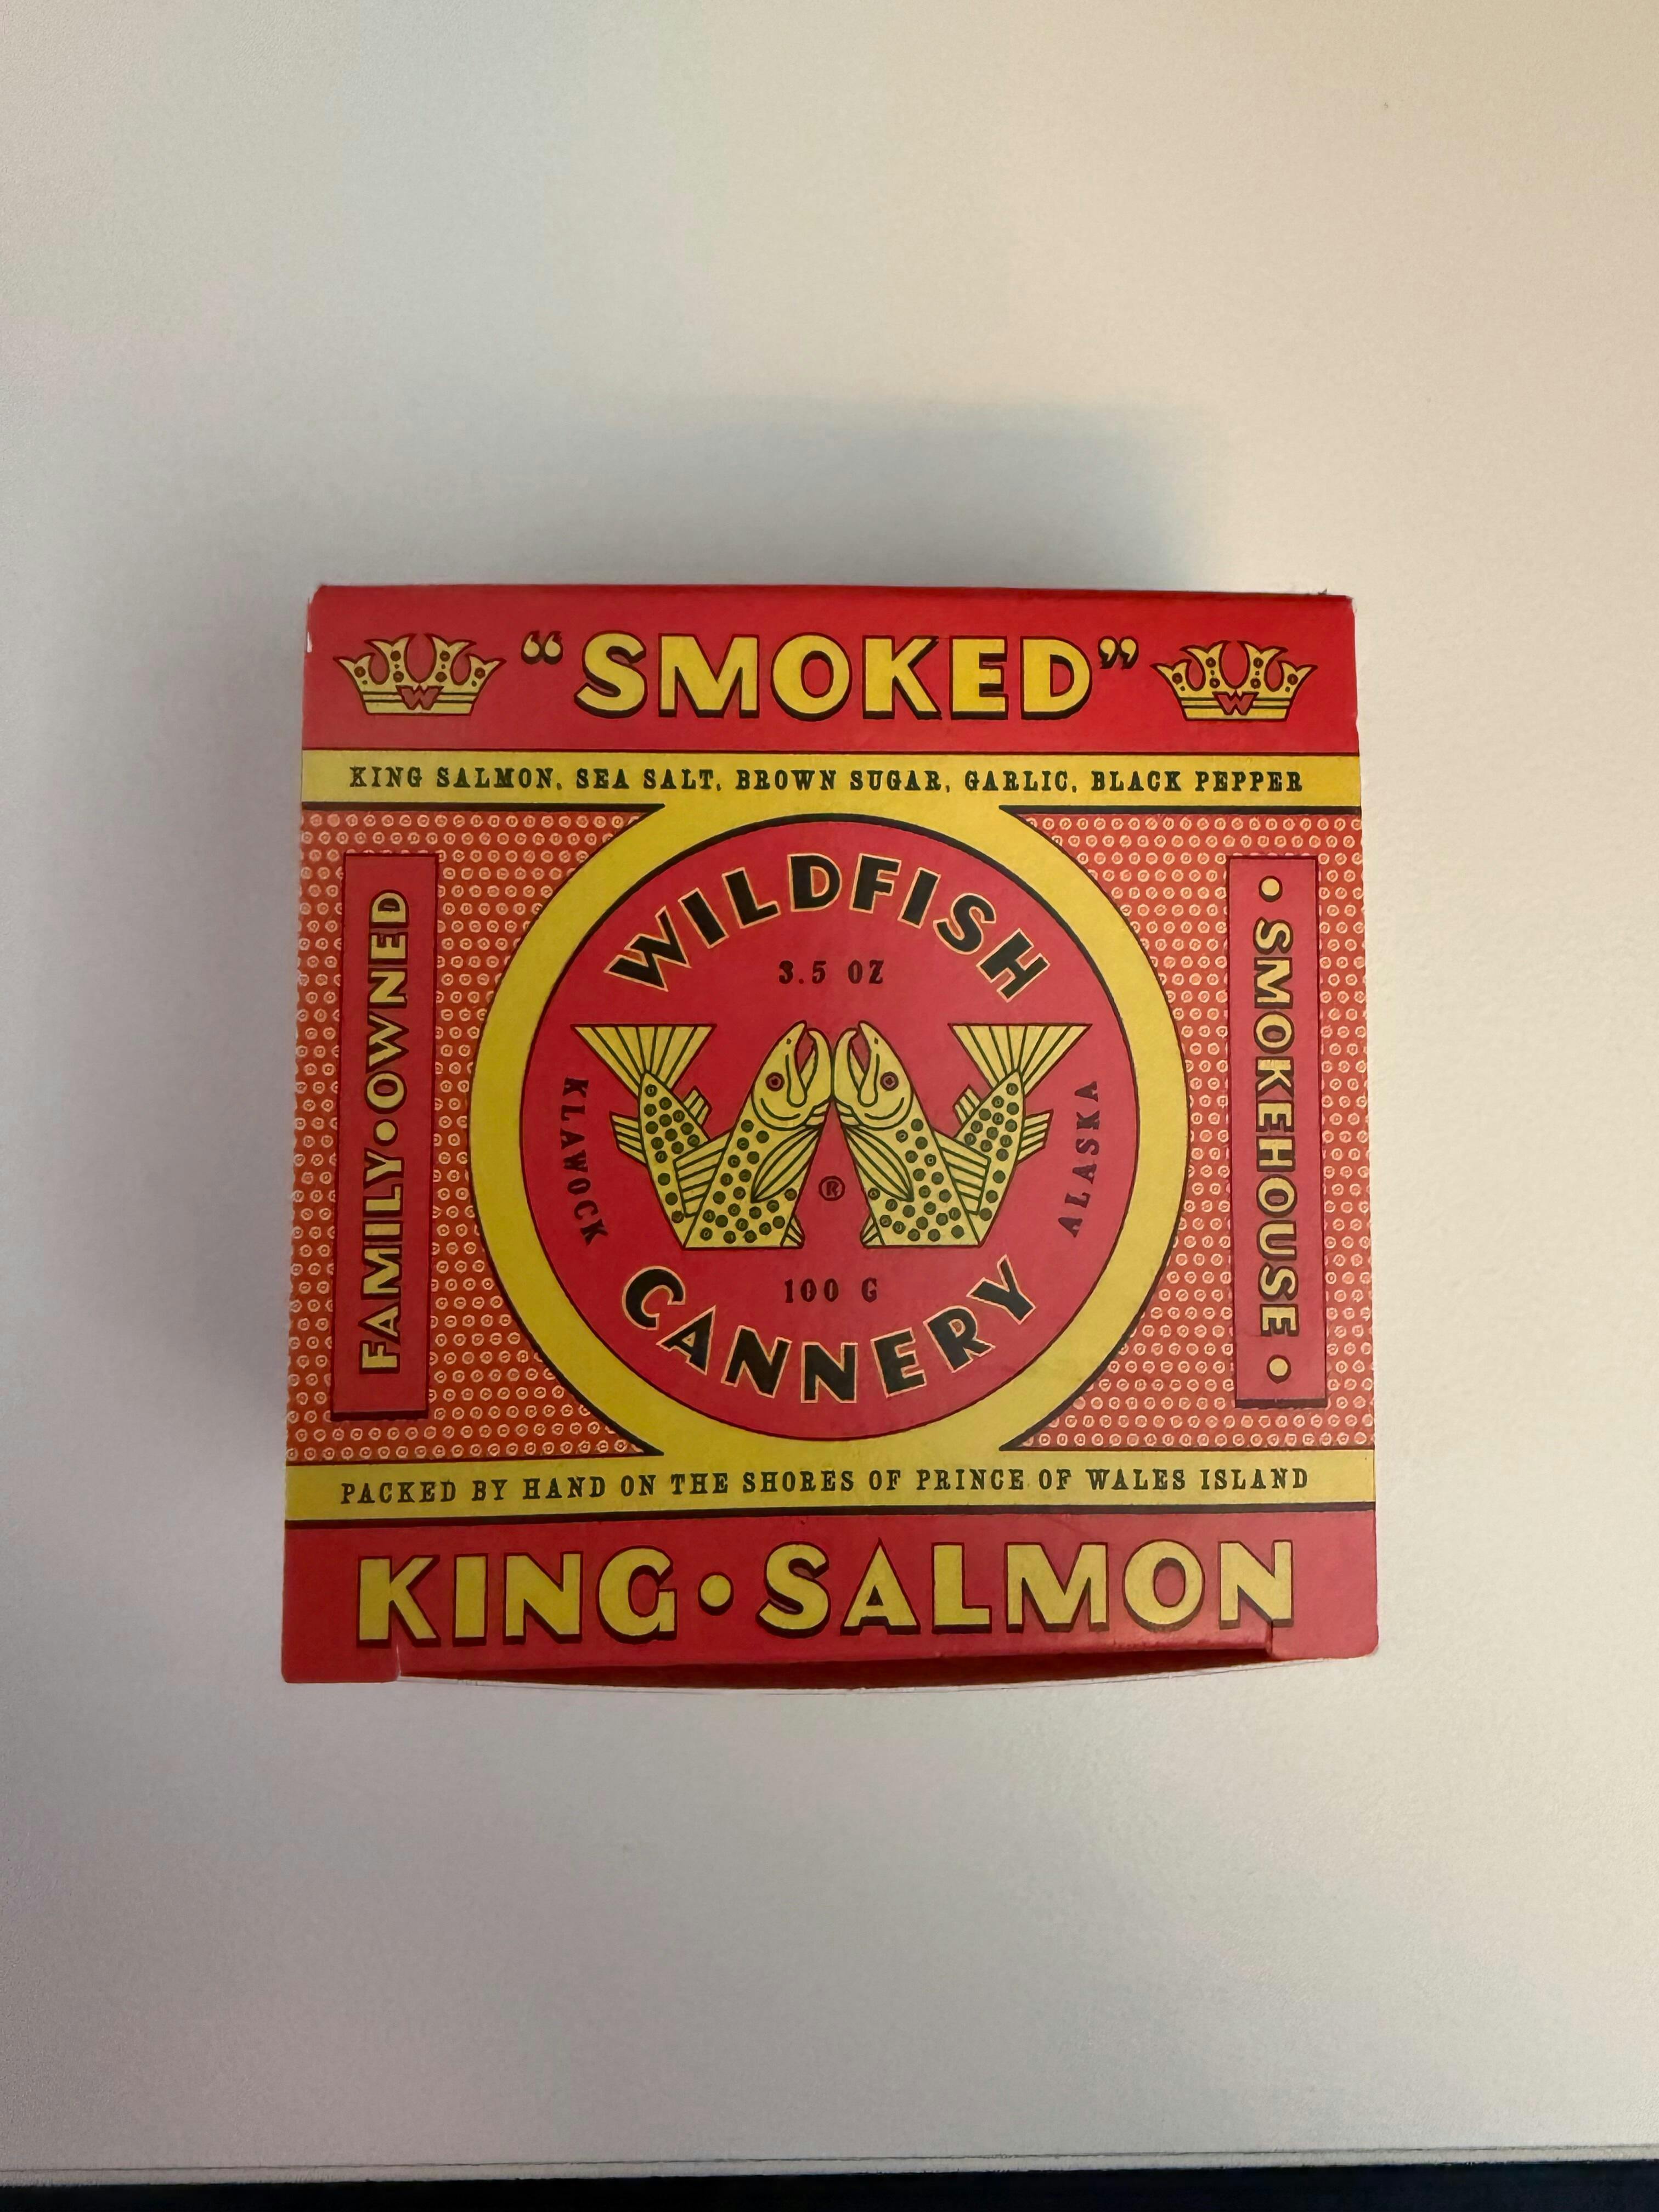 “SMOKED”
W
W
KING SALMON, SEA SALT, BROWN SUGAR, GARLIC, BLACK PEPPER
FAMILY • OWNED
WILDFISH
3.5 OZ
KLAWOCK
ALASKA
®
100 G
CANNERY
• SMOKEHOUSE •
PACKED BY HAND ON THE SHORES OF PRINCE OF WALES ISLAND
KING • SALMON